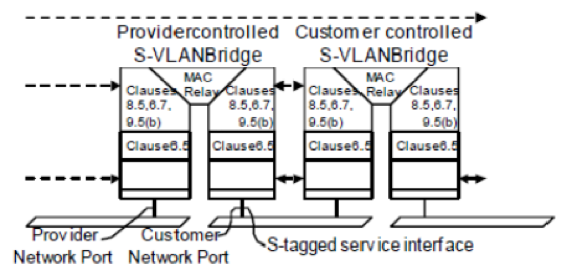 Providercontrolled Customer controlled
S-VLANBridge S-VLANBridge
MAC MAC
Relay Relay
Clauses Clauses Clauses Clauses
8.5,6.7, 8.5,6.7, 8.5,6.7, 8.5,6.7,
9.5(b) 9.5(b) 9.5(b) 9.5(b)
Clause6.5 Clause6.5 Clause6.5 Clause6.5
Provider Customer S-tagged service interface
Network Port Network Port